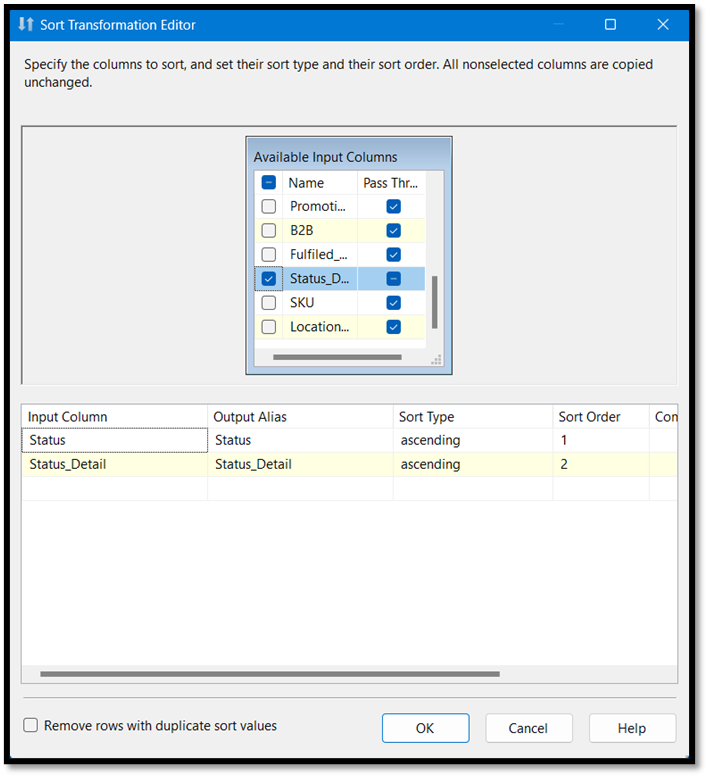 Sort Transformation Editor
Specify the columns to sort, and set their sort type and their sort order. All nonselected columns are copied
unchanged.
Available Input Columns
Name Pass Thr...
Promoti...
B2B
Fulfiled_...
Status_D...
SKU
Location...
Input Column Output Alias Sort Type Sort Order Con
Status Status ascending 1
Status_Detail Status_Detail ascending 2
Remove rows with duplicate sort values
OK Cancel Help